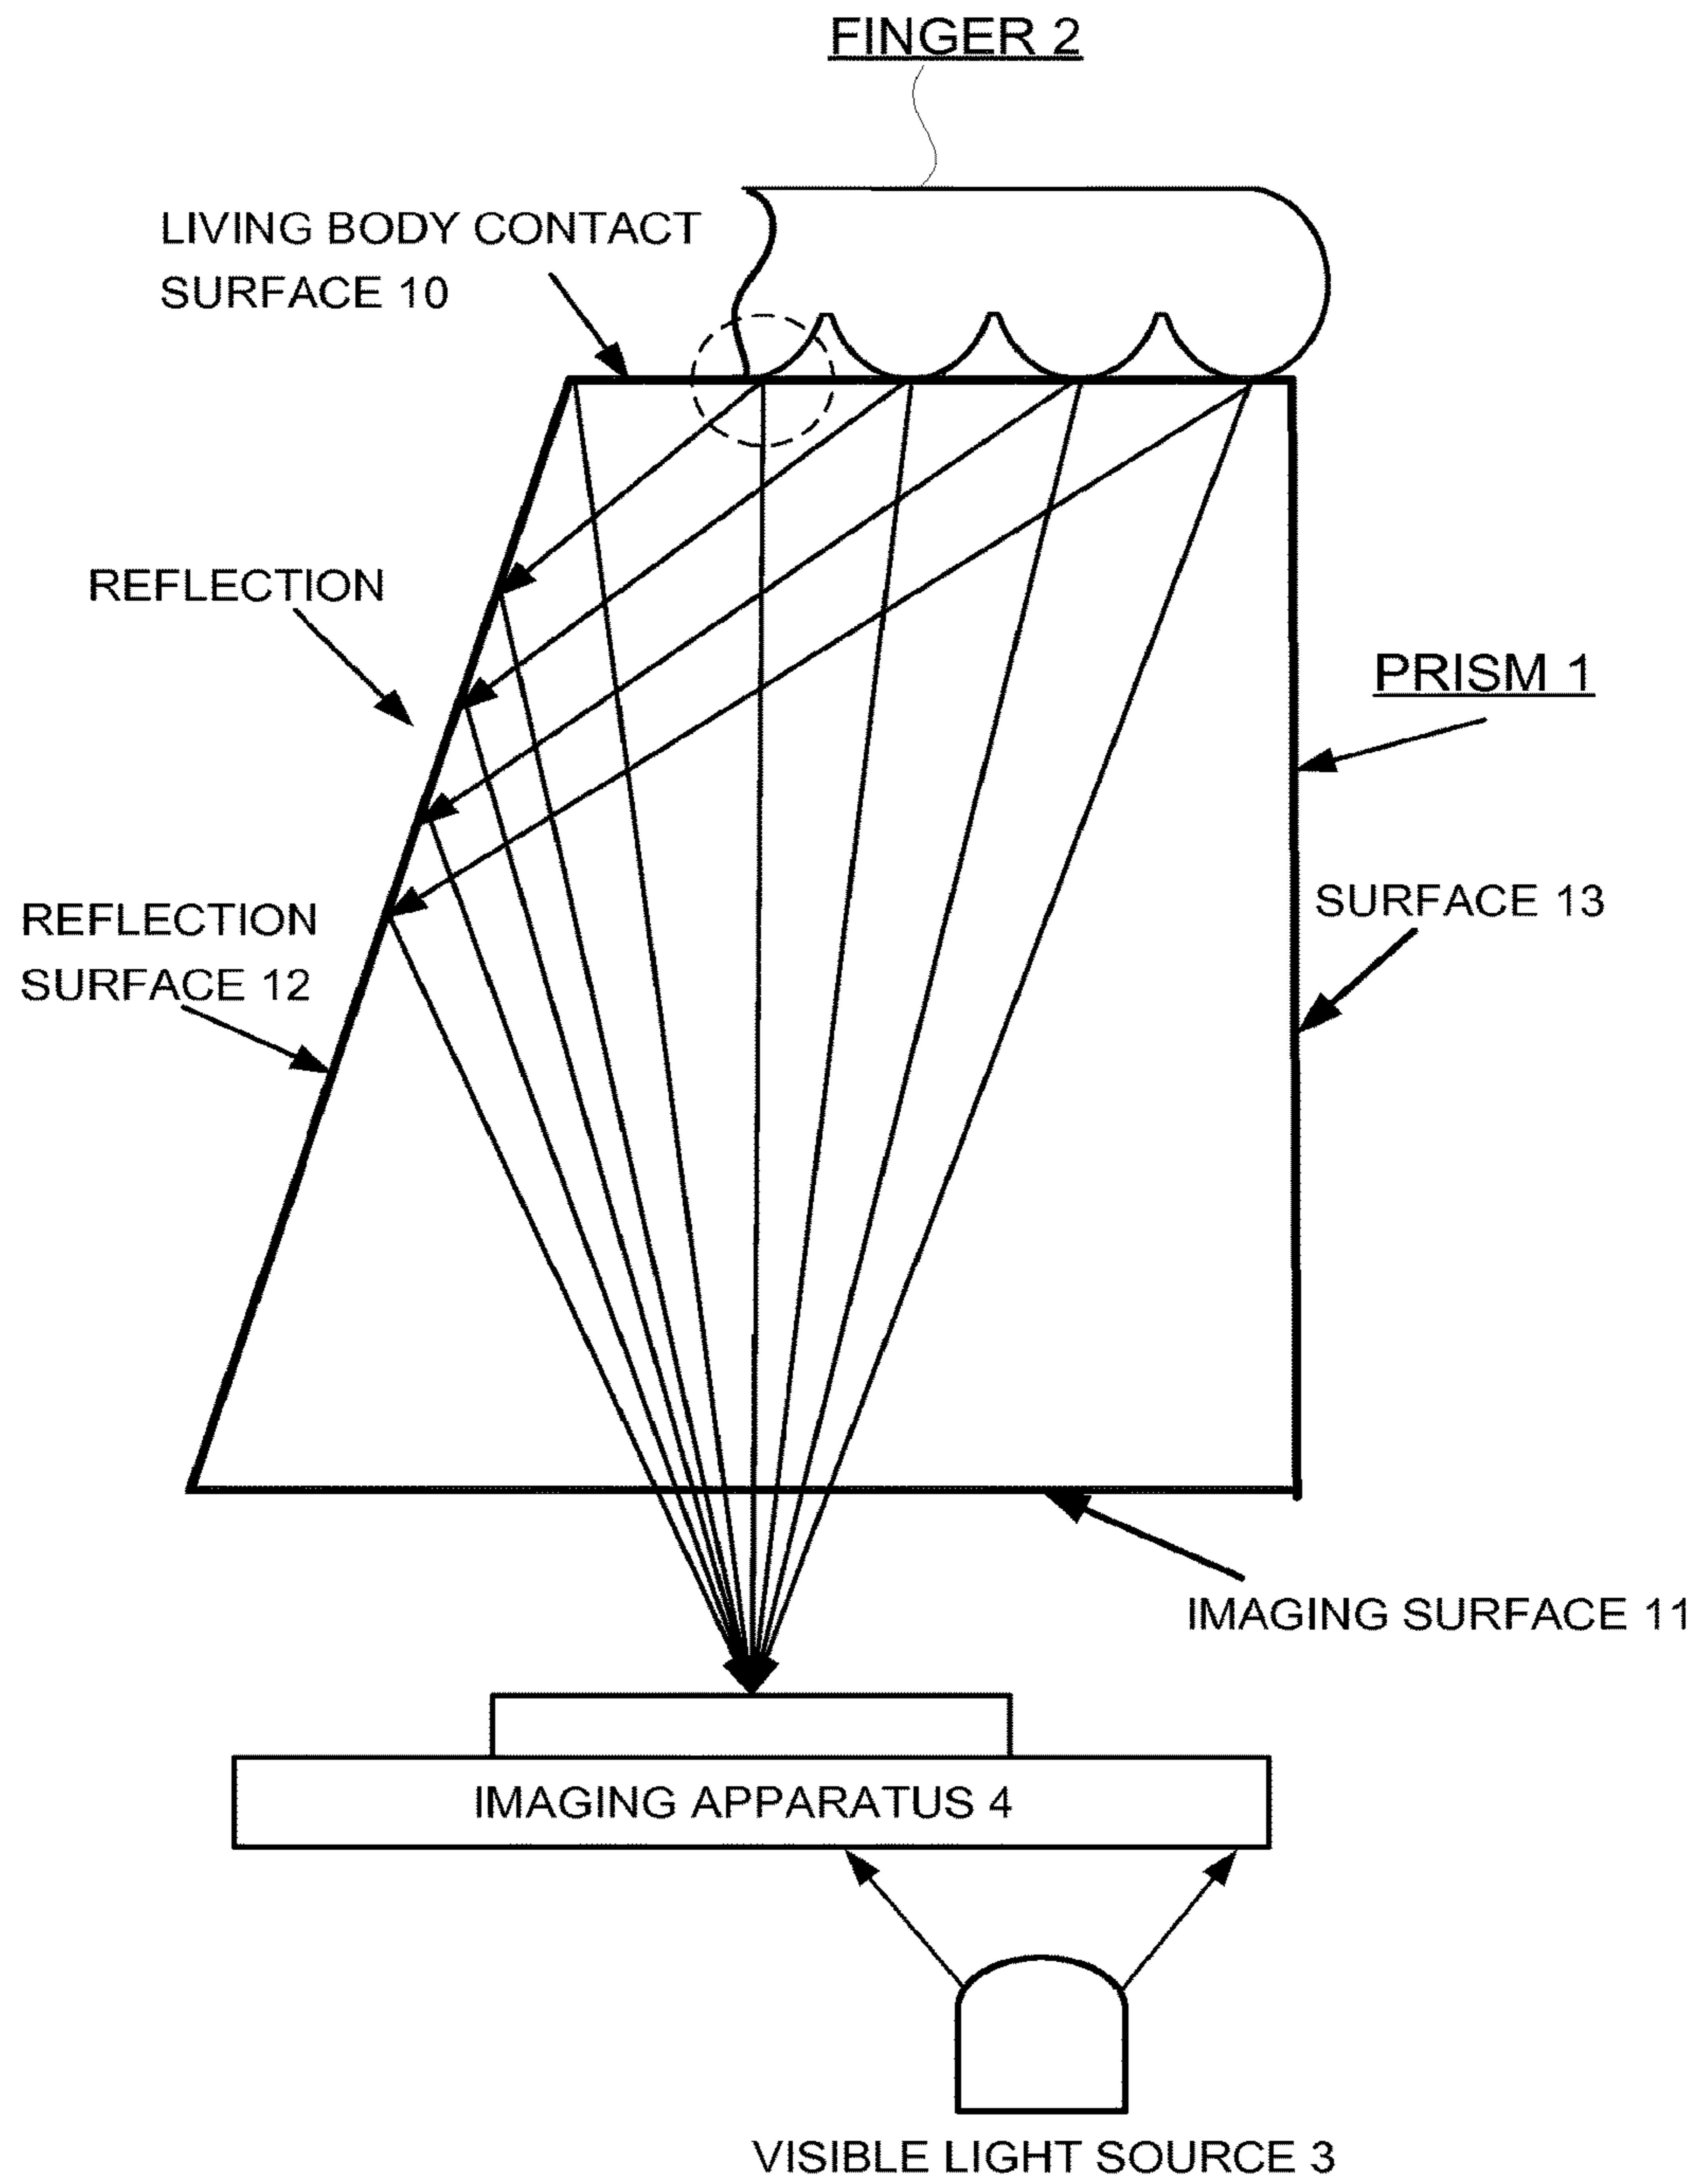 FINGER 2
LIVING BODY CONTACT
SURFACE 10
REFLECTION
PRISM 1
SURFACE 13
REFLECTION
SURFACE 12
IMAGING SURFACE 11
IMAGING APPARATUS 4
VISIBLE LIGHT SOURCE 3